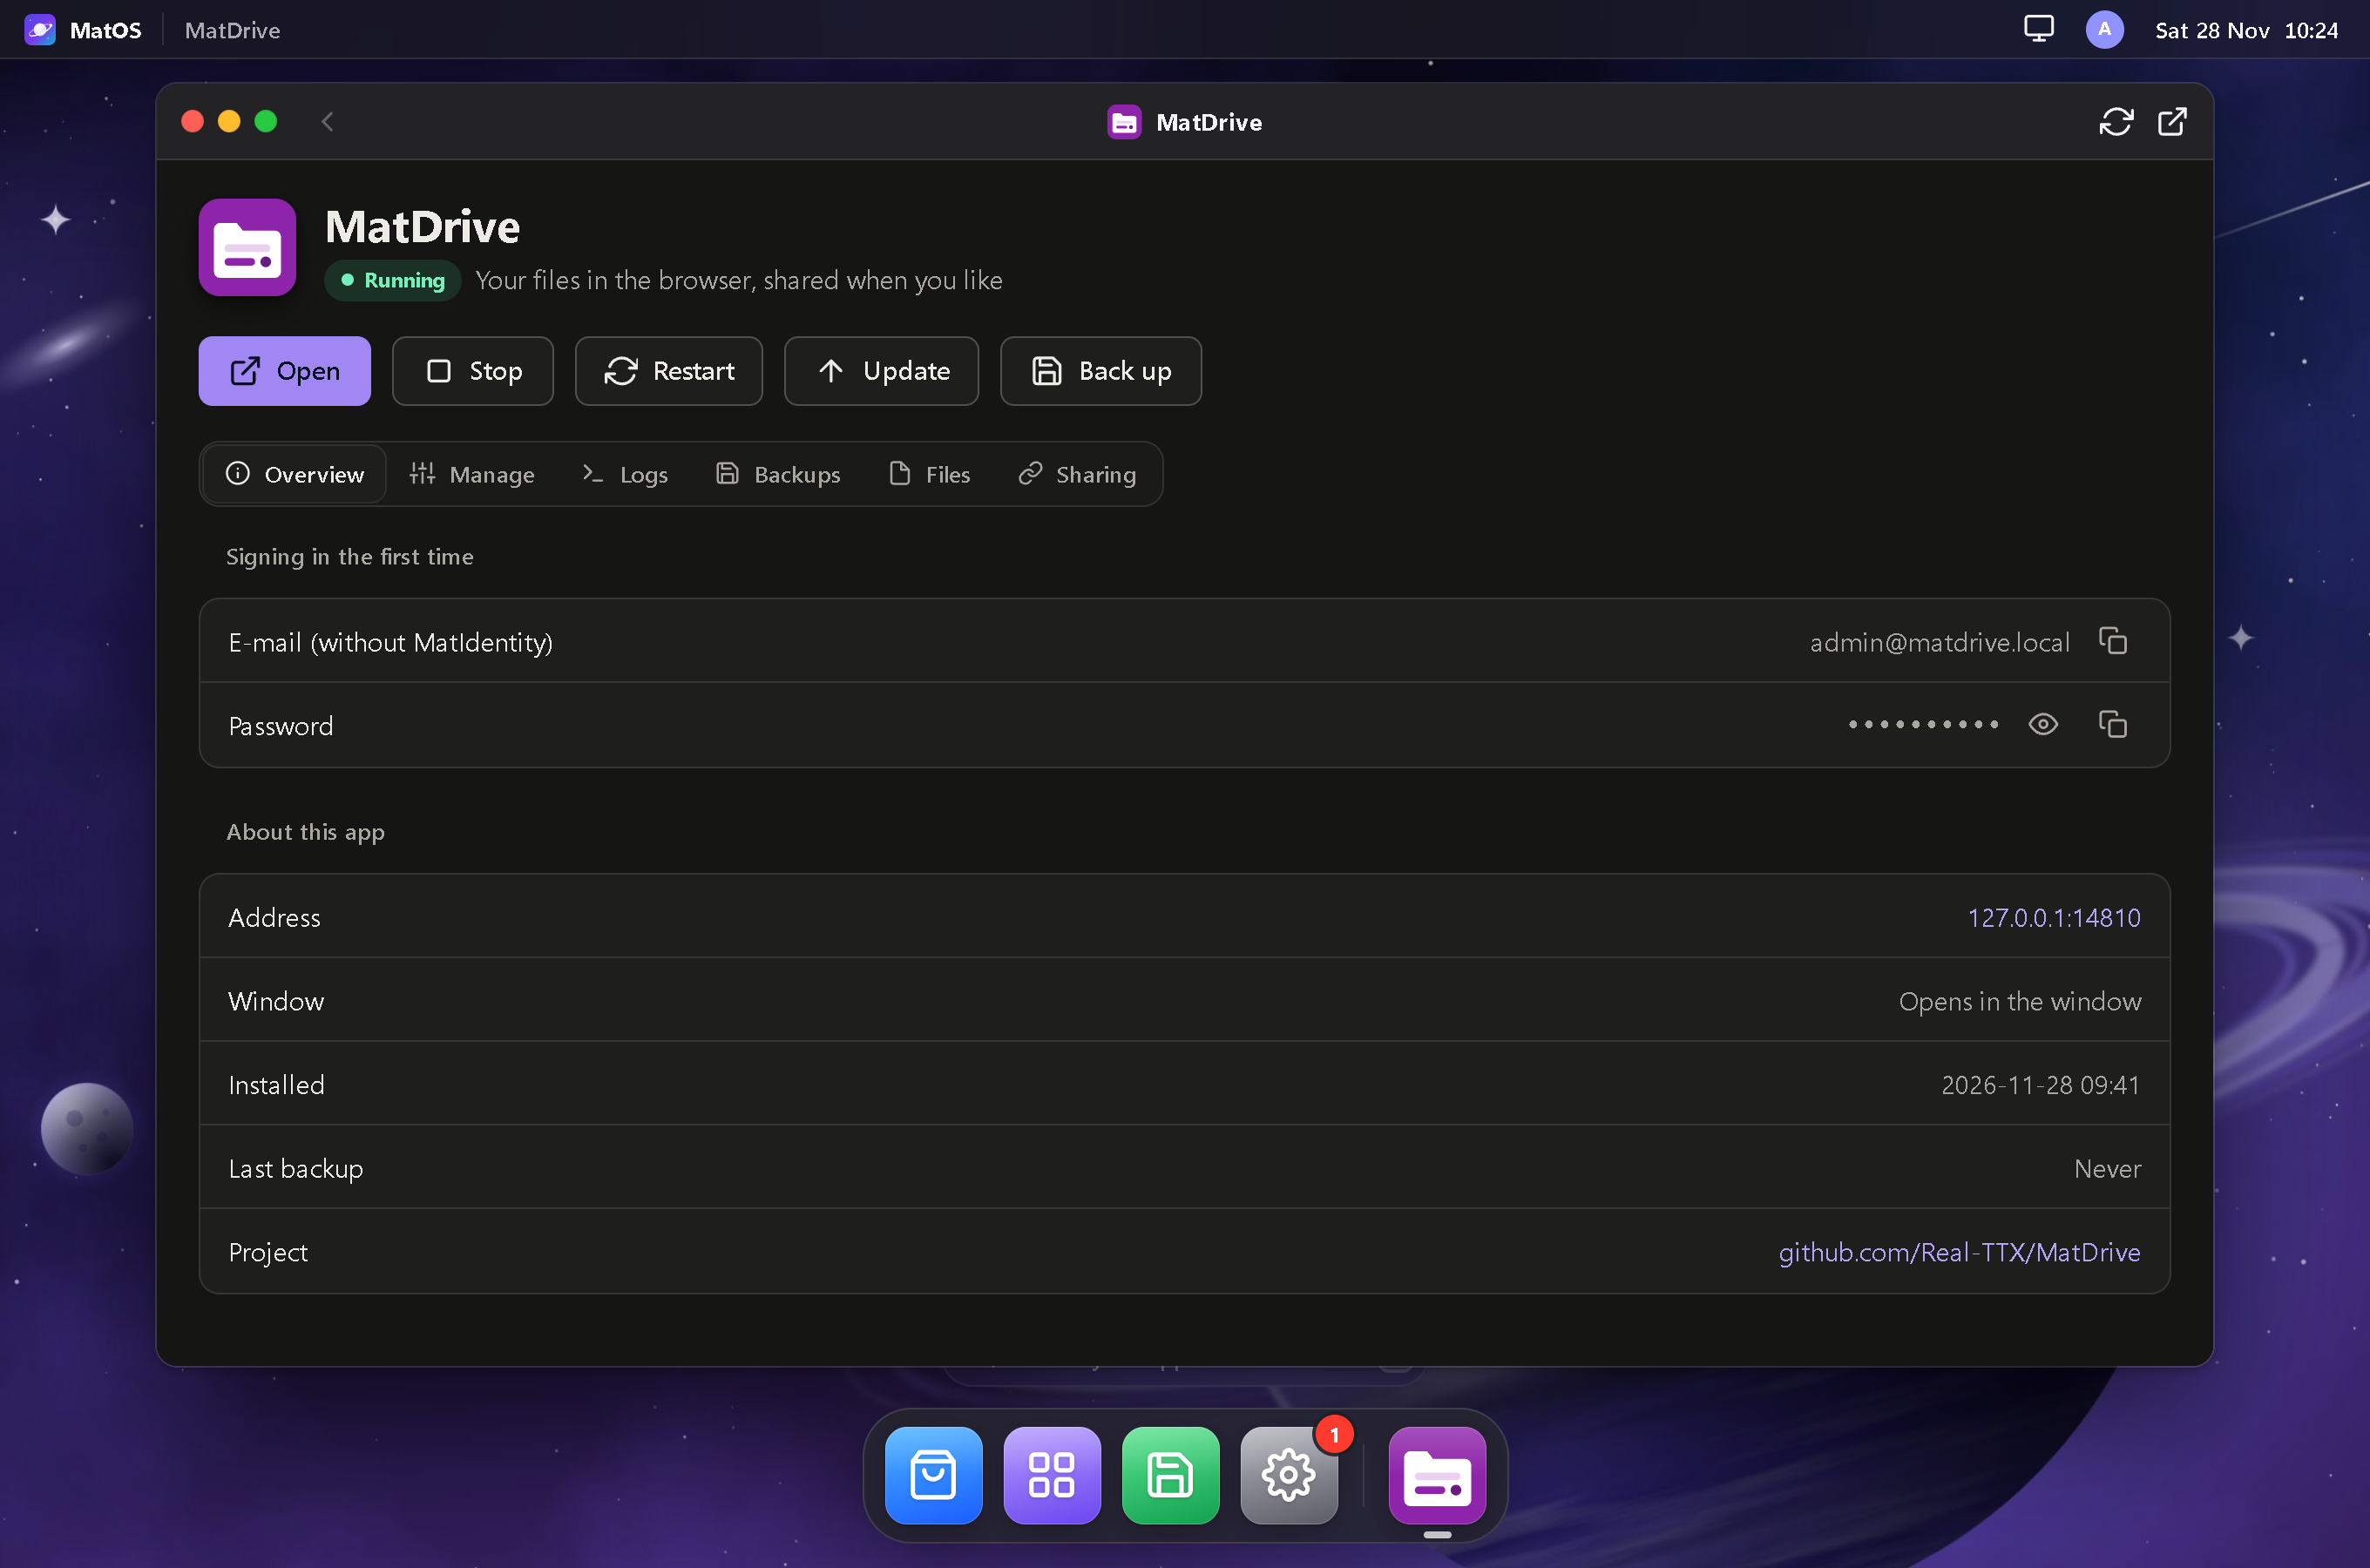 MatOS MatDrive A Sat 28 Nov 10:24
MatDrive
MatDrive
Running Your files in the browser, shared when you like
Open Stop Restart Update Back up
Overview Manage Logs Backups Files Sharing
Signing in the first time
E-mail (without MatIdentity) admin@matdrive.local
Password ••••••••••
About this app
Address 127.0.0.1:14810
Window Opens in the window
Installed 2026-11-28 09:41
Last backup Never
Project github.com/Real-TTX/MatDrive
1